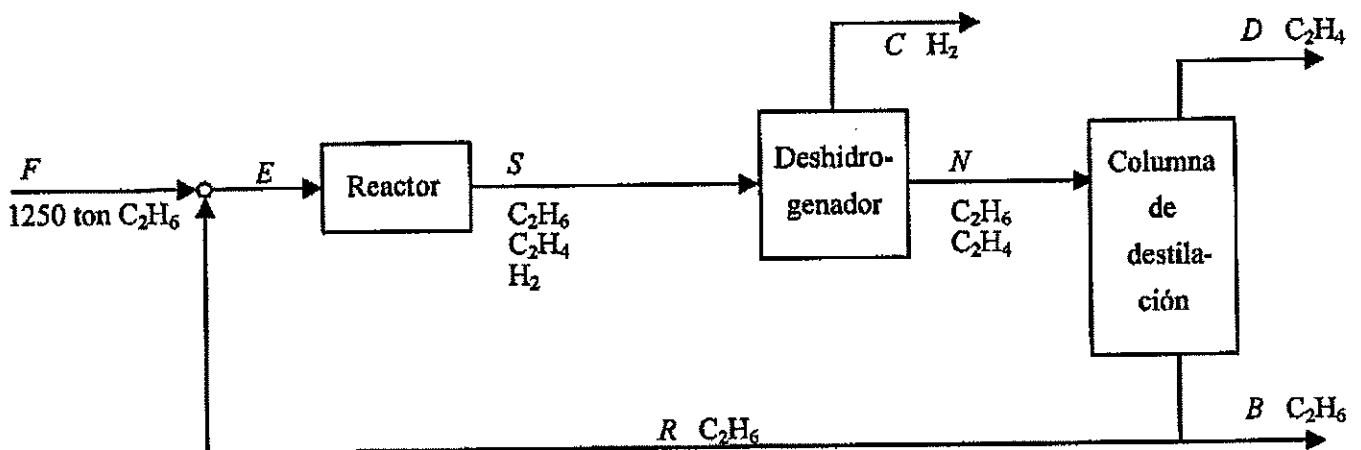 F
1250 ton C₂H₆
E
Reactor
S
C₂H₆
C₂H₄
H₂
C H₂
Deshidro-
genador
N
C₂H₆
C₂H₄
D C₂H₄
Columna
de
destila-
ción
R C₂H₆
B C₂H₆